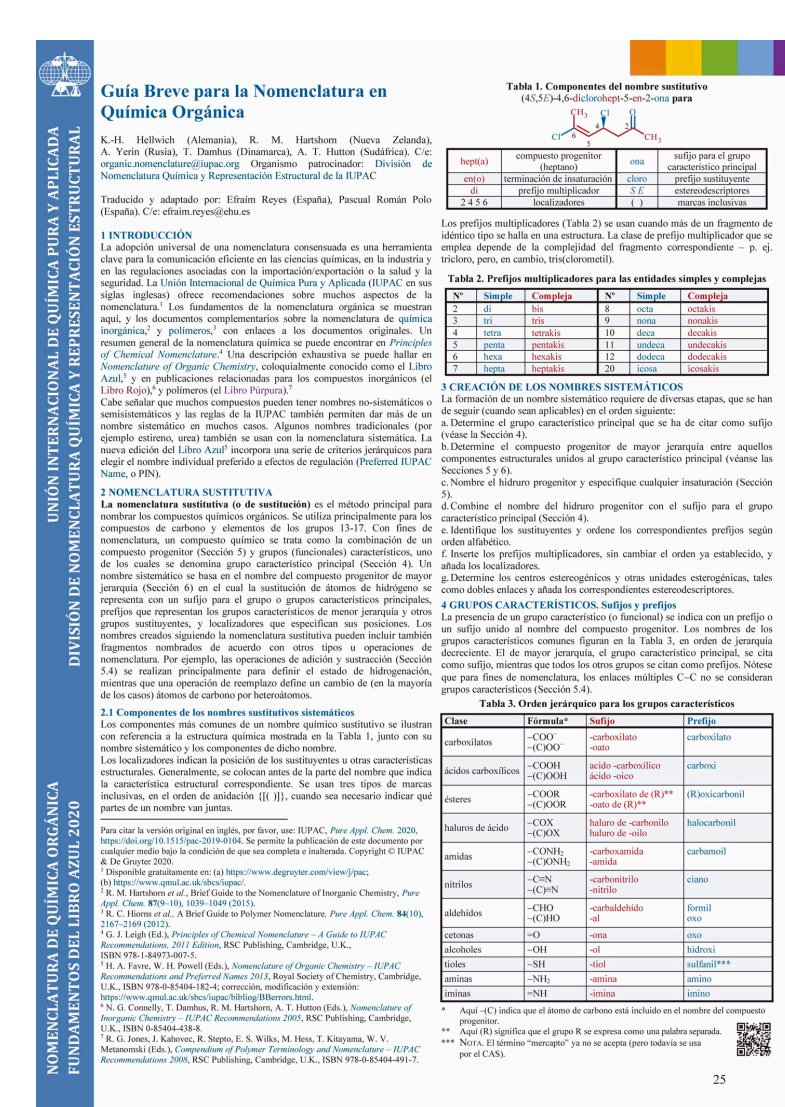 UNIÓN INTERNACIONAL DE QUÍMICA PURA Y APLICADA
DIVISIÓN DE NOMENCLATURA QUÍMICA Y REPRESENTACIÓN ESTRUCTURAL
NOMENCLATURA DE QUÍMICA ORGÁNICA
FUNDAMENTOS DEL LIBRO AZUL 2020
Guía Breve para la Nomenclatura en
Química Orgánica
K.-H. Hellwich (Alemania), R. M. Hartshorn (Nueva Zelanda),
A. Yerin (Rusia), T. Damhus (Dinamarca), A. T. Hutton (Sudáfrica). C/e:
organic.nomenclature@iupac.org Organismo patrocinador: División de
Nomenclatura Química y Representación Estructural de la IUPAC
Traducido y adaptado por: Efraím Reyes (España), Pascual Román Polo
(España). C/e: efraim.reyes@ehu.es
1 INTRODUCCIÓN
La adopción universal de una nomenclatura consensuada es una herramienta
clave para la comunicación eficiente en las ciencias químicas, en la industria y
en las regulaciones asociadas con la importación/exportación o la salud y la
seguridad. La Unión Internacional de Química Pura y Aplicada (IUPAC en sus
siglas inglesas) ofrece recomendaciones sobre muchos aspectos de la
nomenclatura.¹ Los fundamentos de la nomenclatura orgánica se muestran
aquí, y los documentos complementarios sobre la nomenclatura de química
inorgánica,² y polímeros,³ con enlaces a los documentos originales. Un
resumen general de la nomenclatura química se puede encontrar en Principles
of Chemical Nomenclature.⁴ Una descripción exhaustiva se puede hallar en
Nomenclature of Organic Chemistry, coloquialmente conocido como el Libro
Azul,⁵ y en publicaciones relacionadas para los compuestos inorgánicos (el
Libro Rojo),⁶ y polímeros (el Libro Púrpura).⁷
Cabe señalar que muchos compuestos pueden tener nombres no-sistemáticos o
semisistemáticos y las reglas de la IUPAC también permiten dar más de un
nombre sistemático en muchos casos. Algunos nombres tradicionales (por
ejemplo estireno, urea) también se usan con la nomenclatura sistemática. La
nueva edición del Libro Azul⁵ incorpora una serie de criterios jerárquicos para
elegir el nombre individual preferido a efectos de regulación (Preferred IUPAC
Name, o PIN).
2 NOMENCLATURA SUSTITUTIVA
La nomenclatura sustitutiva (o de sustitución) es el método principal para
nombrar los compuestos químicos orgánicos. Se utiliza principalmente para los
compuestos de carbono y elementos de los grupos 13-17. Con fines de
nomenclatura, un compuesto químico se trata como la combinación de un
compuesto progenitor (Sección 5) y grupos (funcionales) característicos, uno
de los cuales se denomina grupo característico principal (Sección 4). Un
nombre sistemático se basa en el nombre del compuesto progenitor de mayor
jerarquía (Sección 6) en el cual la sustitución de átomos de hidrógeno se
representa con un sufijo para el grupo o grupos característicos principales,
prefijos que representan los grupos característicos de menor jerarquía y otros
grupos sustituyentes, y localizadores que especifican sus posiciones. Los
nombres creados siguiendo la nomenclatura sustitutiva pueden incluir también
fragmentos nombrados de acuerdo con otros tipos u operaciones de
nomenclatura. Por ejemplo, las operaciones de adición y sustracción (Sección
5.4) se realizan principalmente para definir el estado de hidrogenación,
mientras que una operación de reemplazo define un cambio de (en la mayoría
de los casos) átomos de carbono por heteroátomos.
2.1 Componentes de los nombres sustitutivos sistemáticos
Los componentes más comunes de un nombre químico sustitutivo se ilustran
con referencia a la estructura química mostrada en la Tabla 1, junto con su
nombre sistemático y los componentes de dicho nombre.
Los localizadores indican la posición de los sustituyentes u otras características
estructurales. Generalmente, se colocan antes de la parte del nombre que indica
la característica estructural correspondiente. Se usan tres tipos de marcas
inclusivas, en el orden de anidación {[( )]}, cuando sea necesario indicar qué
partes de un nombre van juntas.
Para citar la versión original en inglés, por favor, use: IUPAC, Pure Appl. Chem. 2020,
https://doi.org/10.1515/pac-2019-0104. Se permite la publicación de este documento por
cualquier medio bajo la condición de que sea completa e inalterada. Copyright © IUPAC
& De Gruyter 2020.
¹ Disponible gratuitamente en: (a) https://www.degruyter.com/view/j/pac;
(b) https://www.qmul.ac.uk/sbcs/iupac/.
² R. M. Hartshorn et al., Brief Guide to the Nomenclature of Inorganic Chemistry, Pure
Appl. Chem. 87(9–10), 1039–1049 (2015).
³ R. C. Hiorns et al.. A Brief Guide to Polymer Nomenclature, Pure Appl. Chem. 84(10),
2167–2169 (2012).
⁴ G. J. Leigh (Ed.), Principles of Chemical Nomenclature – A Guide to IUPAC
Recommendations, 2011 Edition, RSC Publishing, Cambridge, U.K.,
ISBN 978-1-84973-007-5.
⁵ H. A. Favre, W. H. Powell (Eds.), Nomenclature of Organic Chemistry – IUPAC
Recommendations and Preferred Names 2013, Royal Society of Chemistry, Cambridge,
U.K., ISBN 978-0-85404-182-4; corrección, modificación y extensión:
https://www.qmul.ac.uk/sbcs/iupac/bibliog/BBerrors.html.
⁶ N. G. Connelly, T. Damhus, R. M. Hartshorn, A. T. Hutton (Eds.), Nomenclature of
Inorganic Chemistry – IUPAC Recommendations 2005, RSC Publishing, Cambridge,
U.K., ISBN 0-85404-438-8.
⁷ R. G. Jones, J. Kahovec, R. Stepto, E. S. Wilks, M. Hess, T. Kitayama, W. V.
Metanomski (Eds.), Compendium of Polymer Terminology and Nomenclature – IUPAC
Recommendations 2008, RSC Publishing, Cambridge, U.K., ISBN 978-0-85404-491-7.
Tabla 1. Componentes del nombre sustitutivo
(4S,5E)-4,6-diclorohept-5-en-2-ona para
CH3 Cl O
Cl 6 5 4 2 CH3
hept(a) compuesto progenitor (heptano) ona sufijo para el grupo característico principal
en(o) terminación de insaturación cloro prefijo sustituyente
di prefijo multiplicador S E estereodescriptores
2 4 5 6 localizadores ( ) marcas inclusivas
Los prefijos multiplicadores (Tabla 2) se usan cuando más de un fragmento de
idéntico tipo se halla en una estructura. La clase de prefijo multiplicador que se
emplea depende de la complejidad del fragmento correspondiente – p. ej.
tricloro, pero, en cambio, tris(clorometil).
Tabla 2. Prefijos multiplicadores para las entidades simples y complejas
Nº Simple Compleja Nº Simple Compleja
2 di bis 8 octa octakis
3 tri tris 9 nona nonakis
4 tetra tetrakis 10 deca decakis
5 penta pentakis 11 undeca undecakis
6 hexa hexakis 12 dodeca dodecakis
7 hepta heptakis 20 icosa icosakis
3 CREACIÓN DE LOS NOMBRES SISTEMÁTICOS
La formación de un nombre sistemático requiere de diversas etapas, que se han
de seguir (cuando sean aplicables) en el orden siguiente:
a. Determine el grupo característico principal que se ha de citar como sufijo
(véase la Sección 4).
b. Determine el compuesto progenitor de mayor jerarquía entre aquellos
componentes estructurales unidos al grupo característico principal (véanse las
Secciones 5 y 6).
c. Nombre el hidruro progenitor y especifique cualquier insaturación (Sección
5).
d. Combine el nombre del hidruro progenitor con el sufijo para el grupo
característico principal (Sección 4).
e. Identifique los sustituyentes y ordene los correspondientes prefijos según
orden alfabético.
f. Inserte los prefijos multiplicadores, sin cambiar el orden ya establecido, y
añada los localizadores.
g. Determine los centros estereogénicos y otras unidades esterogénicas, tales
como dobles enlaces y añada los correspondientes estereodescriptores.
4 GRUPOS CARACTERÍSTICOS. Sufijos y prefijos
La presencia de un grupo característico (o funcional) se indica con un prefijo o
un sufijo unido al nombre del compuesto progenitor. Los nombres de los
grupos característicos comunes figuran en la Tabla 3, en orden de jerarquía
decreciente. El de mayor jerarquía, el grupo característico principal, se cita
como sufijo, mientras que todos los otros grupos se citan como prefijos. Nótese
que para fines de nomenclatura, los enlaces múltiples C–C no se consideran
grupos característicos (Sección 5.4).
Tabla 3. Orden jerárquico para los grupos característicos
Clase Fórmula* Sufijo Prefijo
carboxilatos –COO⁻ -carboxilato carboxilato
–(C)OO⁻ -oato
ácidos carboxílicos –COOH acido -carboxílico carboxi
–(C)OOH ácido -oico
ésteres –COOR -carboxilato de (R)** (R)oxicarbonil
–(C)OOR -oato de (R)**
haluros de ácido –COX haluro de -carbonilo halocarbonil
–(C)OX haluro de -oilo
amidas –CONH₂ -carboxamida carbamoil
–(C)ONH₂ -amida
nitrilos –C≡N -carbonitrilo ciano
–(C)≡N -nitrilo
aldehídos –CHO -carbaldehído formil
–(C)HO -al oxo
cetonas =O -ona oxo
alcoholes –OH -ol hidroxi
tioles –SH -tiol sulfanil***
aminas –NH₂ -amina amino
iminas =NH -imina imino
* Aquí –(C) indica que el átomo de carbono está incluido en el nombre del compuesto
progenitor.
** Aquí (R) significa que el grupo R se expresa como una palabra separada.
*** NOTA. El término “mercapto” ya no se acepta (pero todavía se usa
por el CAS).
25